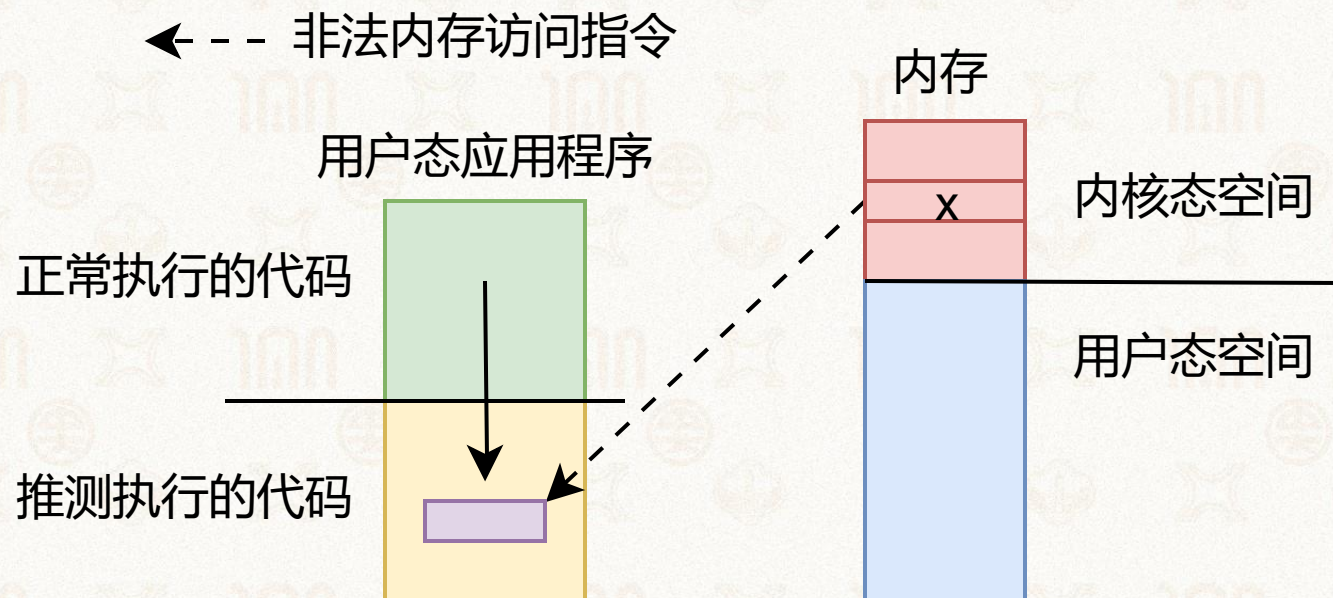 非法内存访问指令
内存
用户态应用程序
x
内核态空间
正常执行的代码
用户态空间
推测执行的代码